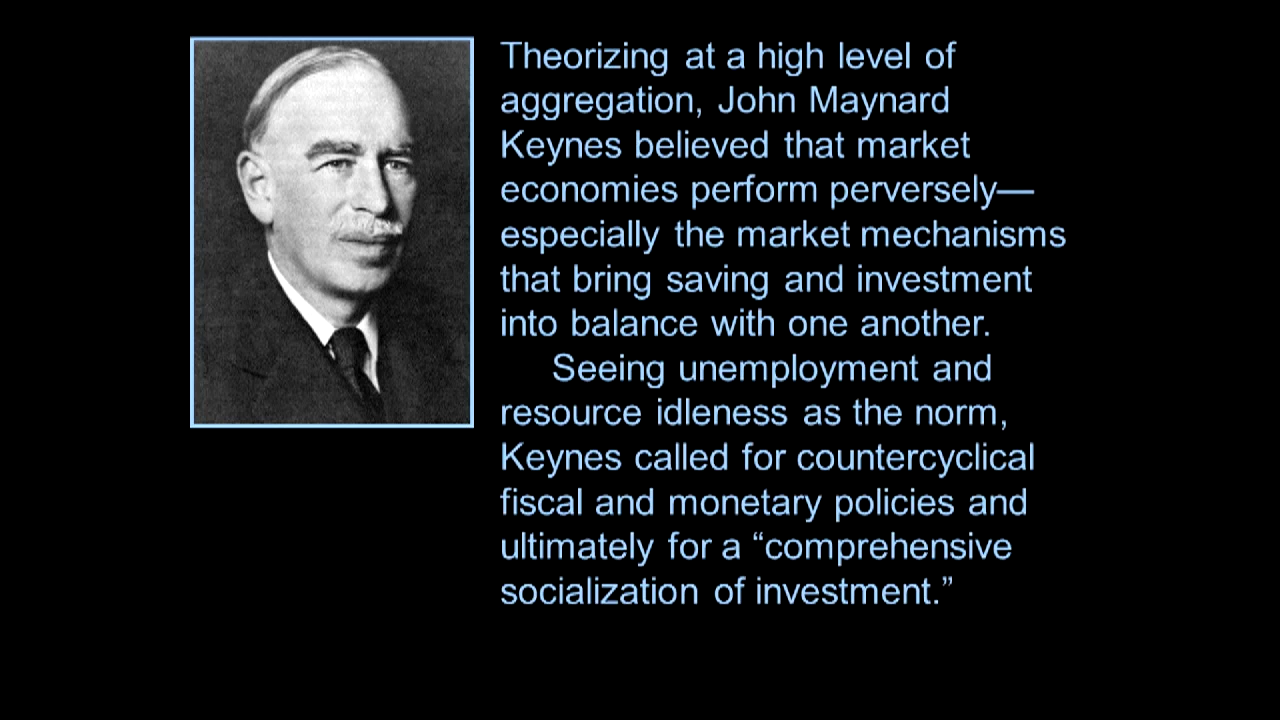 Theorizing at a high level of
aggregation, John Maynard
Keynes believed that market
economies perform perversely—
especially the market mechanisms
that bring saving and investment
into balance with one another.
Seeing unemployment and
resource idleness as the norm,
Keynes called for countercyclical
fiscal and monetary policies and
ultimately for a “comprehensive
socialization of investment.”